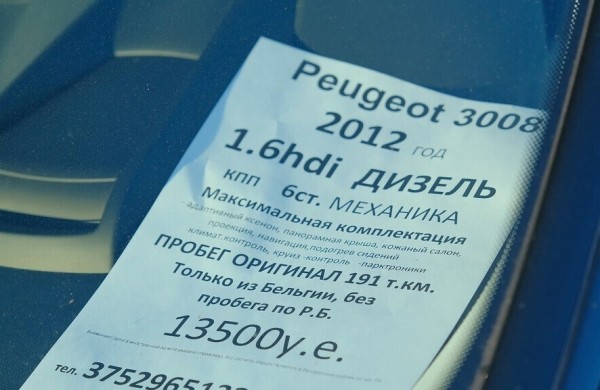 Peugeot 3008
2012 год
1.6hdi ДИЗЕЛЬ
кпп 6ст. МЕХАНИКА
Максимальная комплектация
- адаптивный ксенон, панорамная крыша, кожаный салон,
проекция, навигация, подогрев сидений
климат.контроль, круиз -контроль -парктроники
ПРОБЕГ ОРИГИНАЛ 191 т.км.
Только из Бельгии, без
пробега по Р.Б.
13500у.е.
тел. 375296512